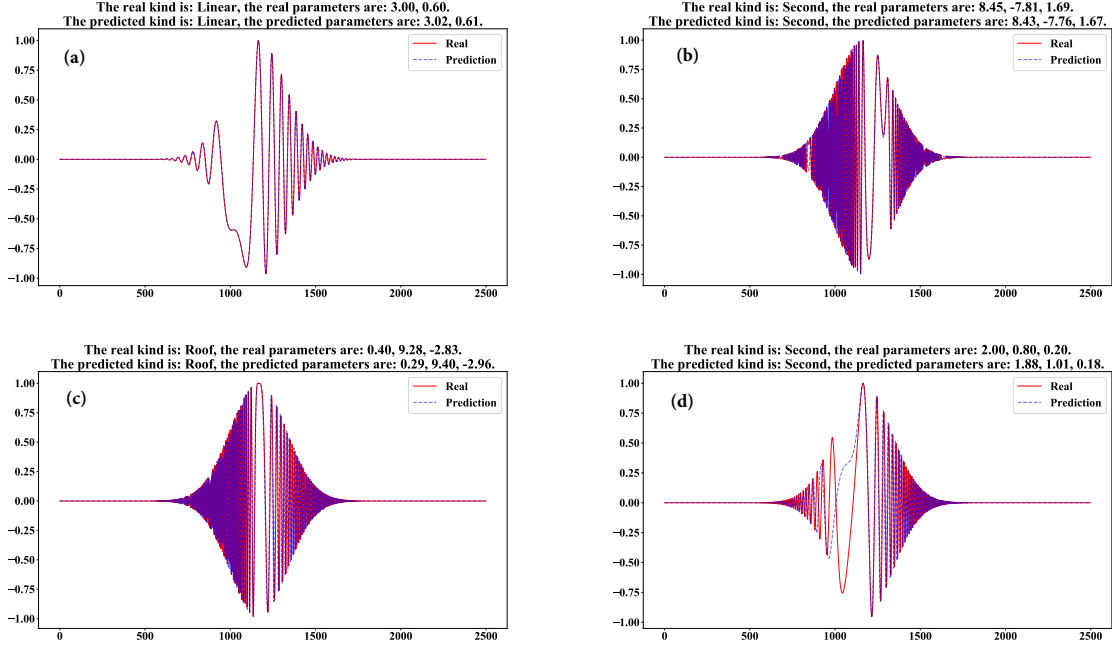 The real kind is: Linear, the real parameters are: 3.00, 0.60.
The predicted kind is: Linear, the predicted parameters are: 3.02, 0.61.
(a)
Real
Prediction
1.00
0.75
0.50
0.25
0.00
−0.25
−0.50
−0.75
−1.00
0 500 1000 1500 2000 2500
The real kind is: Second, the real parameters are: 8.45, -7.81, 1.69.
The predicted kind is: Second, the predicted parameters are: 8.43, -7.76, 1.67.
(b)
Real
Prediction
1.00
0.75
0.50
0.25
0.00
−0.25
−0.50
−0.75
−1.00
0 500 1000 1500 2000 2500
The real kind is: Roof, the real parameters are: 0.40, 9.28, -2.83.
The predicted kind is: Roof, the predicted parameters are: 0.29, 9.40, -2.96.
(c)
Real
Prediction
1.00
0.75
0.50
0.25
0.00
−0.25
−0.50
−0.75
−1.00
0 500 1000 1500 2000 2500
The real kind is: Second, the real parameters are: 2.00, 0.80, 0.20.
The predicted kind is: Second, the predicted parameters are: 1.88, 1.01, 0.18.
(d)
Real
Prediction
1.00
0.75
0.50
0.25
0.00
−0.25
−0.50
−0.75
−1.00
0 500 1000 1500 2000 2500